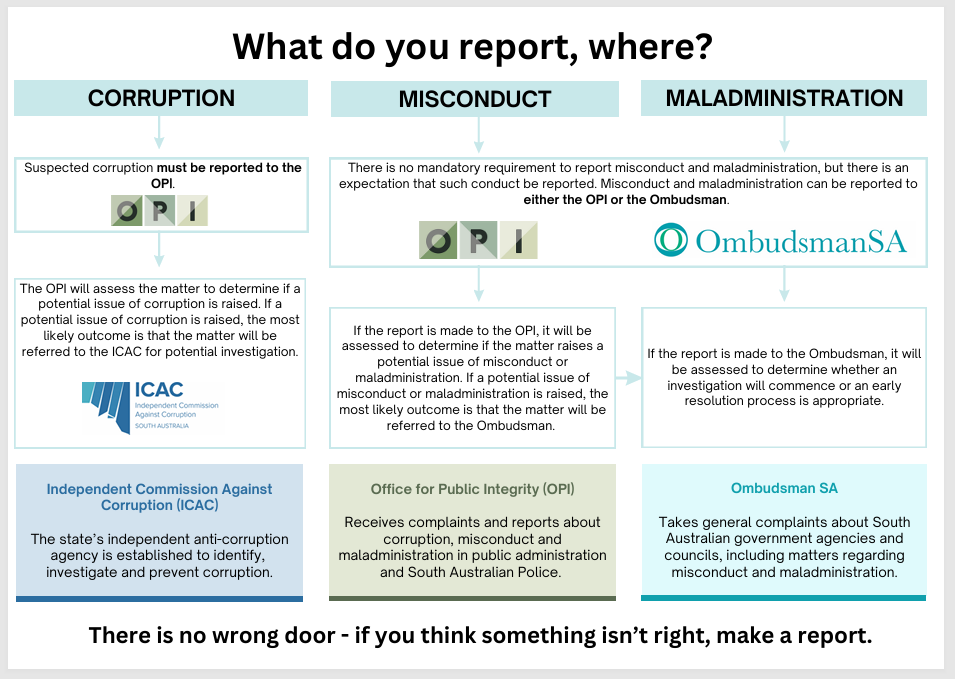 What do you report, where?
CORRUPTION
MISCONDUCT
MALADMINISTRATION
Suspected corruption must be reported to the
OPI.
OPI
There is no mandatory requirement to report misconduct and maladministration, but there is an
expectation that such conduct be reported. Misconduct and maladministration can be reported to
either the OPI or the Ombudsman.
OPI
OmbudsmanSA
The OPI will assess the matter to determine if a
potential issue of corruption is raised. If a
potential issue of corruption is raised, the most
likely outcome is that the matter will be
referred to the ICAC for potential investigation.
ICAC
Independent Commission
Against Corruption
SOUTH AUSTRALIA
If the report is made to the OPI, it will be
assessed to determine if the matter raises a
potential issue of misconduct or
maladministration. If a potential issue of
misconduct or maladministration is raised, the
most likely outcome is that the matter will be
referred to the Ombudsman.
If the report is made to the Ombudsman, it will
be assessed to determine whether an
investigation will commence or an early
resolution process is appropriate.
Independent Commission Against
Corruption (ICAC)
The state's independent anti-corruption
agency is established to identify,
investigate and prevent corruption.
Office for Public Integrity (OPI)
Receives complaints and reports about
corruption, misconduct and
maladministration in public administration
and South Australian Police.
Ombudsman SA
Takes general complaints about South
Australian government agencies and
councils, including matters regarding
misconduct and maladministration.
There is no wrong door - if you think something isn't right, make a report.